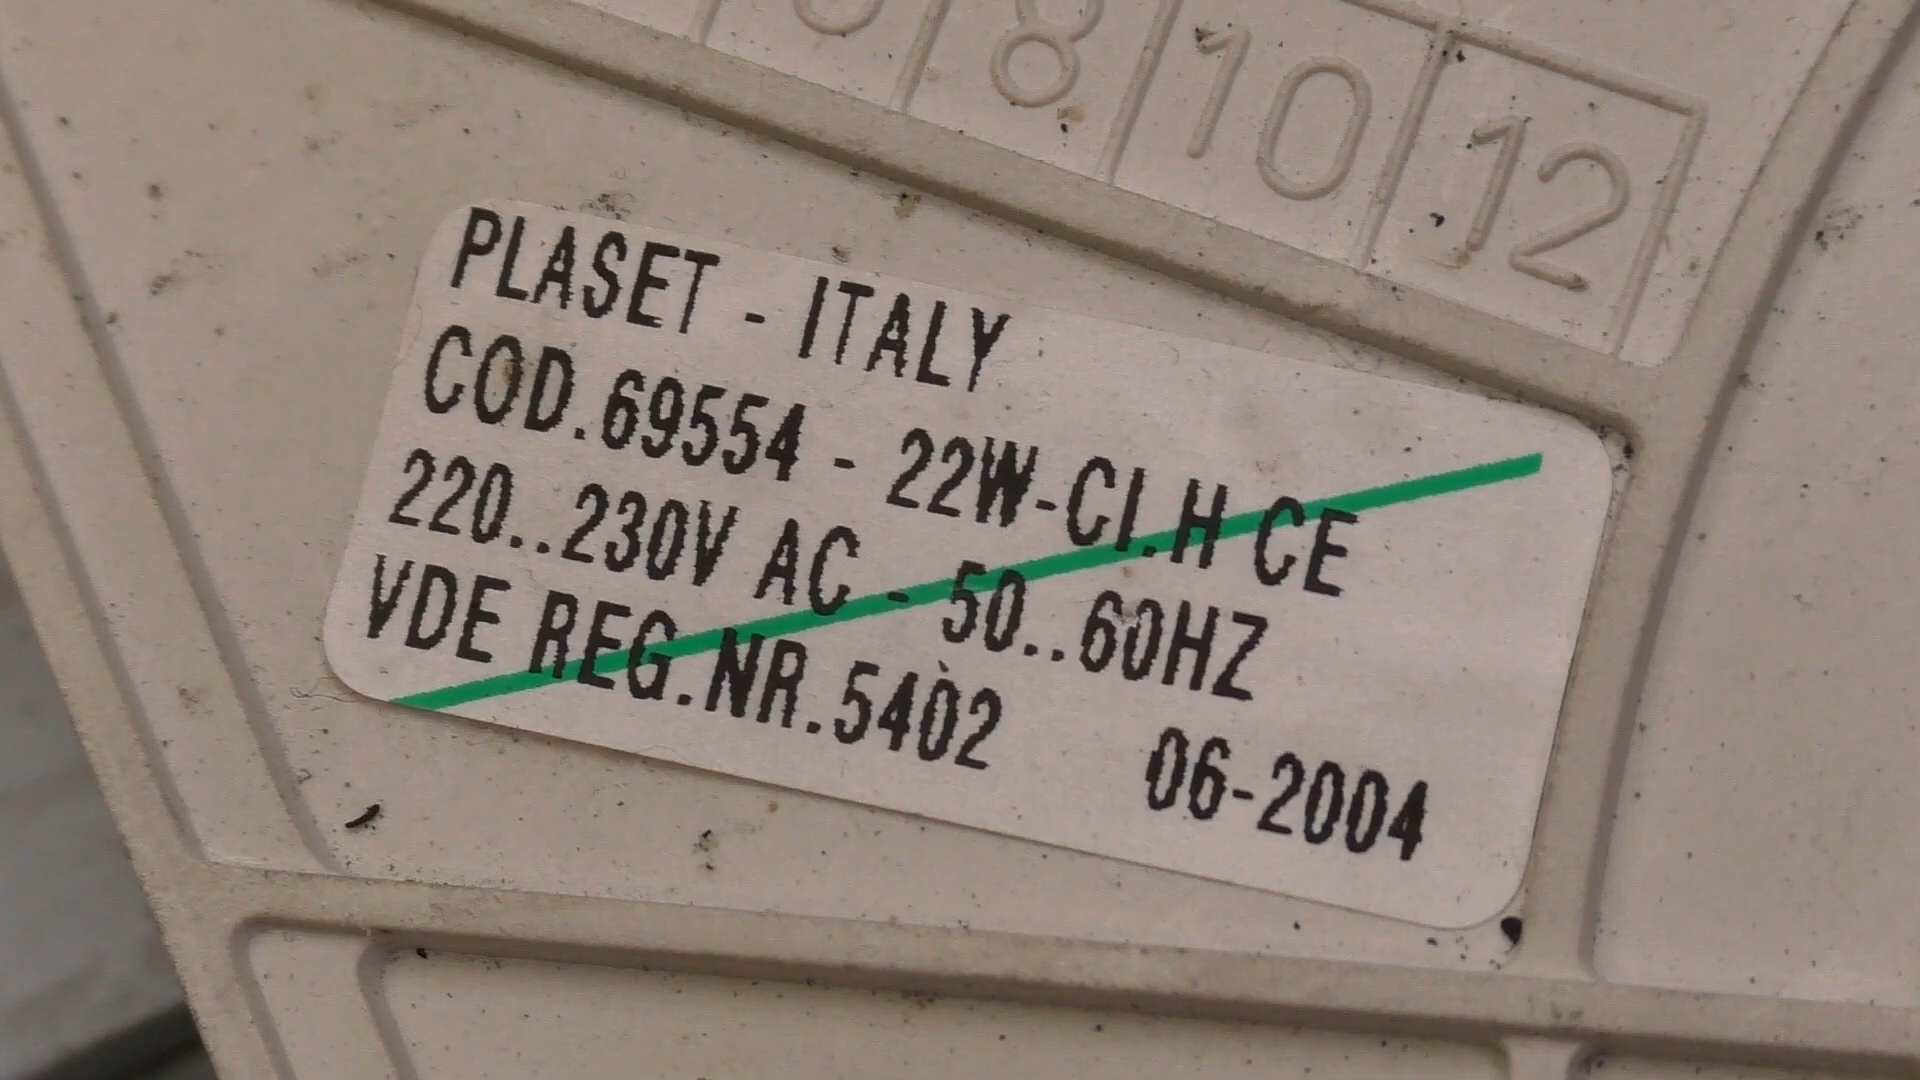 8 10 12
PLASET - ITALY
COD.69554 - 22W-CI.H CE
220..230V AC - 50..60HZ
VDE REG.NR.5402 06-2004